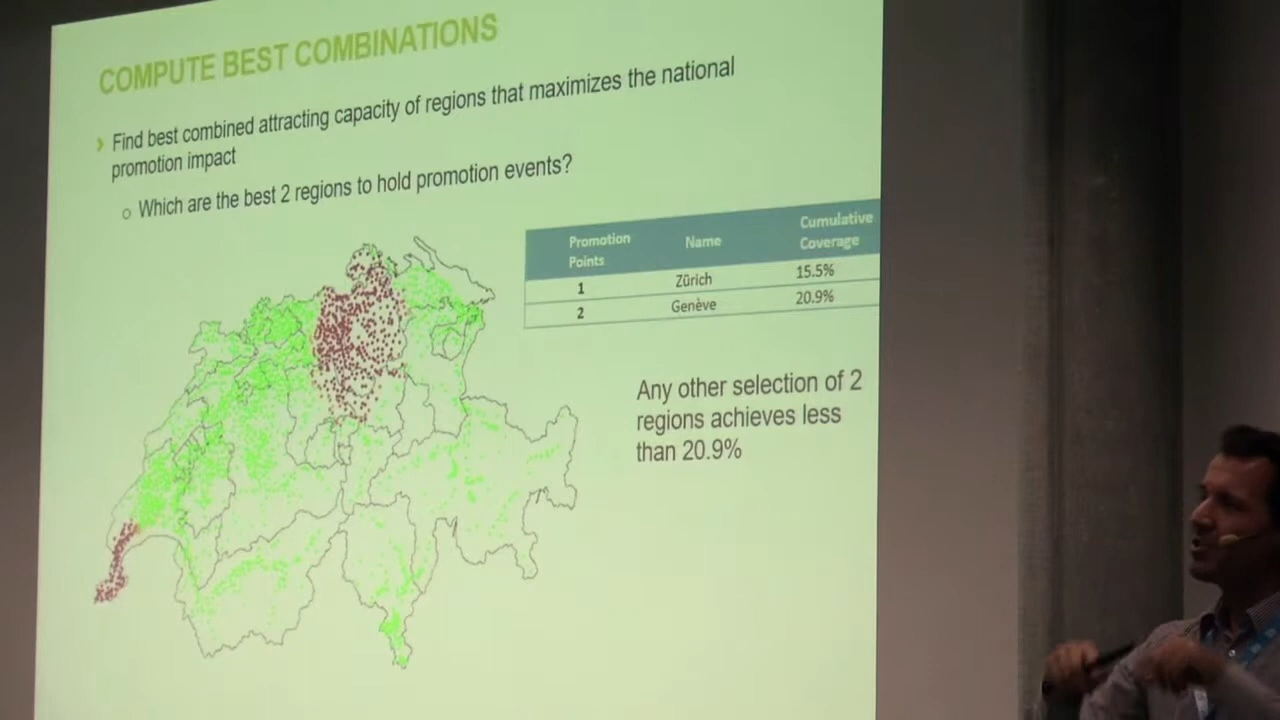 COMPUTE BEST COMBINATIONS
Find best combined attracting capacity of regions that maximizes the national
promotion impact
Which are the best 2 regions to hold promotion events?
Promotion Points Name Cumulative Coverage
1 Zürich 15.5%
2 Genève 20.9%
Any other selection of 2
regions achieves less
than 20.9%